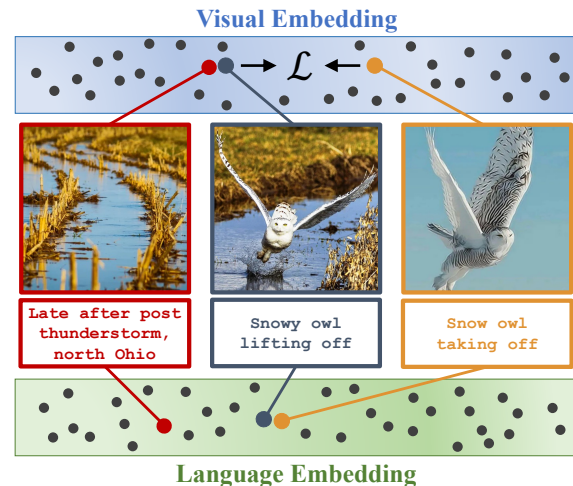 Visual Embedding
ℒ
Late after post
thunderstorm,
north Ohio
Snowy owl
lifting off
Snow owl
taking off
Language Embedding